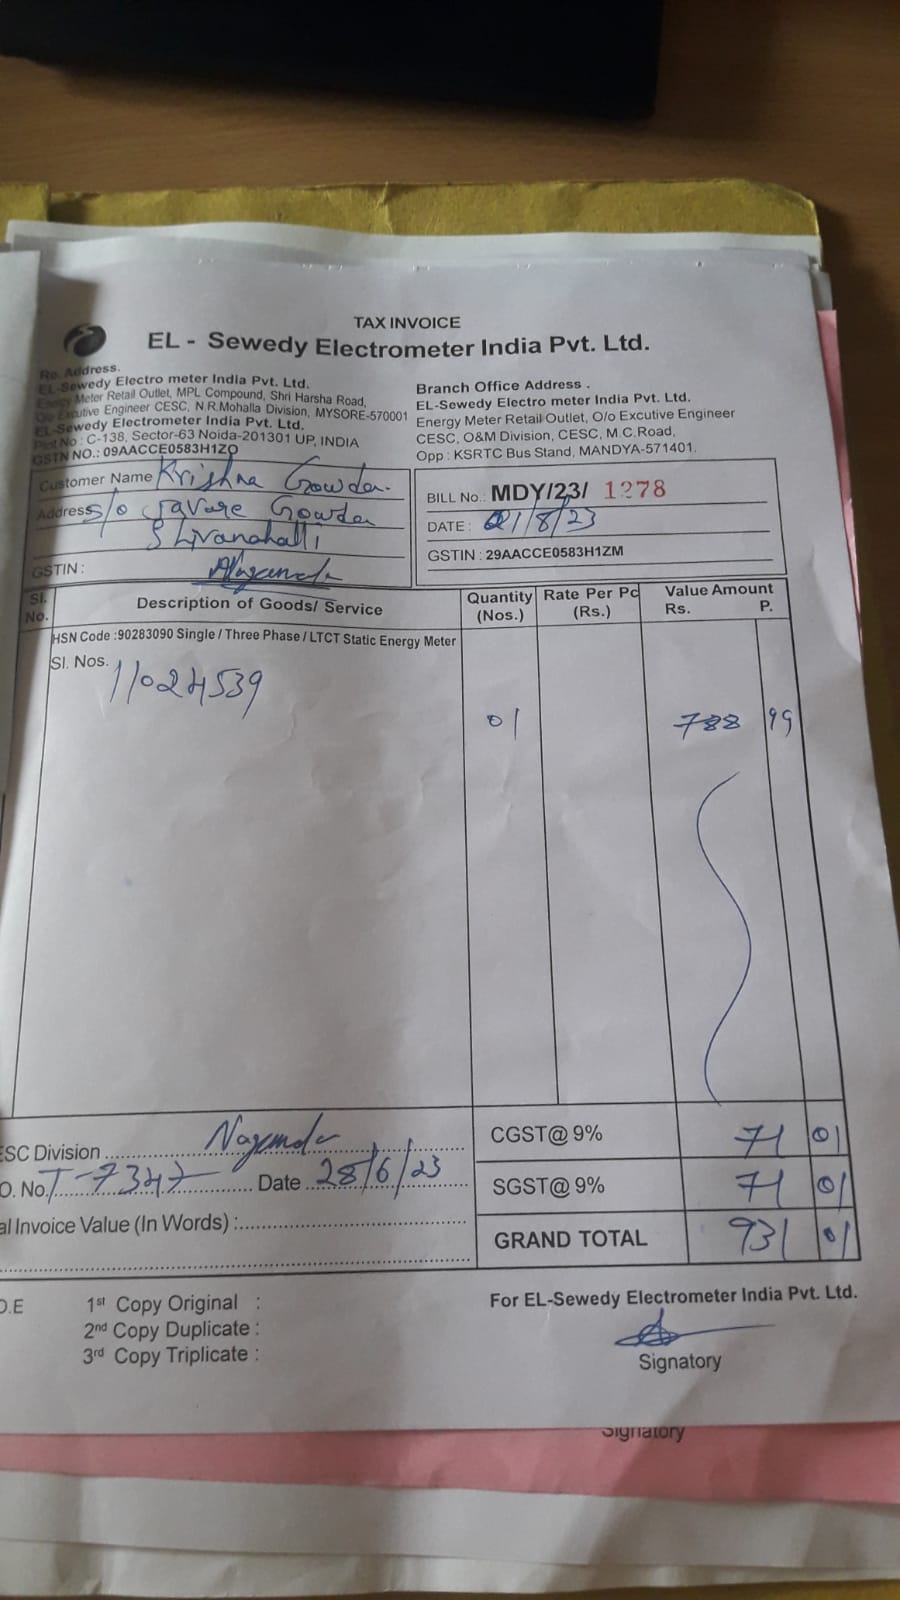 TAX INVOICE
EL - Sewedy Electrometer India Pvt. Ltd.
Re. Address.
EL-Sewedy Electro meter India Pvt. Ltd.
Energy Meter Retail Outlet, MPL Compound, Shri Harsha Road,
O/o Excutive Engineer CESC, N.R.Mohalla Division, MYSORE-570001
EL-Sewedy Electrometer India Pvt. Ltd.
Plot No : C-138, Sector-63 Noida-201301 UP, INDIA
GSTN NO.: 09AACCE0583H1ZO
Branch Office Address .
EL-Sewedy Electro meter India Pvt. Ltd.
Energy Meter Retail Outlet, O/o Excutive Engineer
CESC, O&M Division, CESC, M.C.Road,
Opp : KSRTC Bus Stand, MANDYA-571401.
Customer Name Krishna Gowda.
Address s/o Javare Gowda
Shivanahalli
GSTIN :
BILL No.: MDY/23/ 1278
DATE : 01/8/23
GSTIN : 29AACCE0583H1ZM
Sl. No. Description of Goods/ Service Quantity (Nos.) Rate Per Pc (Rs.) Value Amount Rs. P.
HSN Code :90283090 Single / Three Phase / LTCT Static Energy Meter
Sl. Nos. 11024539
01 788 99
ESC Division Nagamala
O. No. T-7347 Date 28/6/23
al Invoice Value (In Words) :
CGST@ 9% 71 01
SGST@ 9% 71 01
GRAND TOTAL 931 01
O.E 1st Copy Original :
2nd Copy Duplicate :
3rd Copy Triplicate :
For EL-Sewedy Electrometer India Pvt. Ltd.
Signatory
Signatory